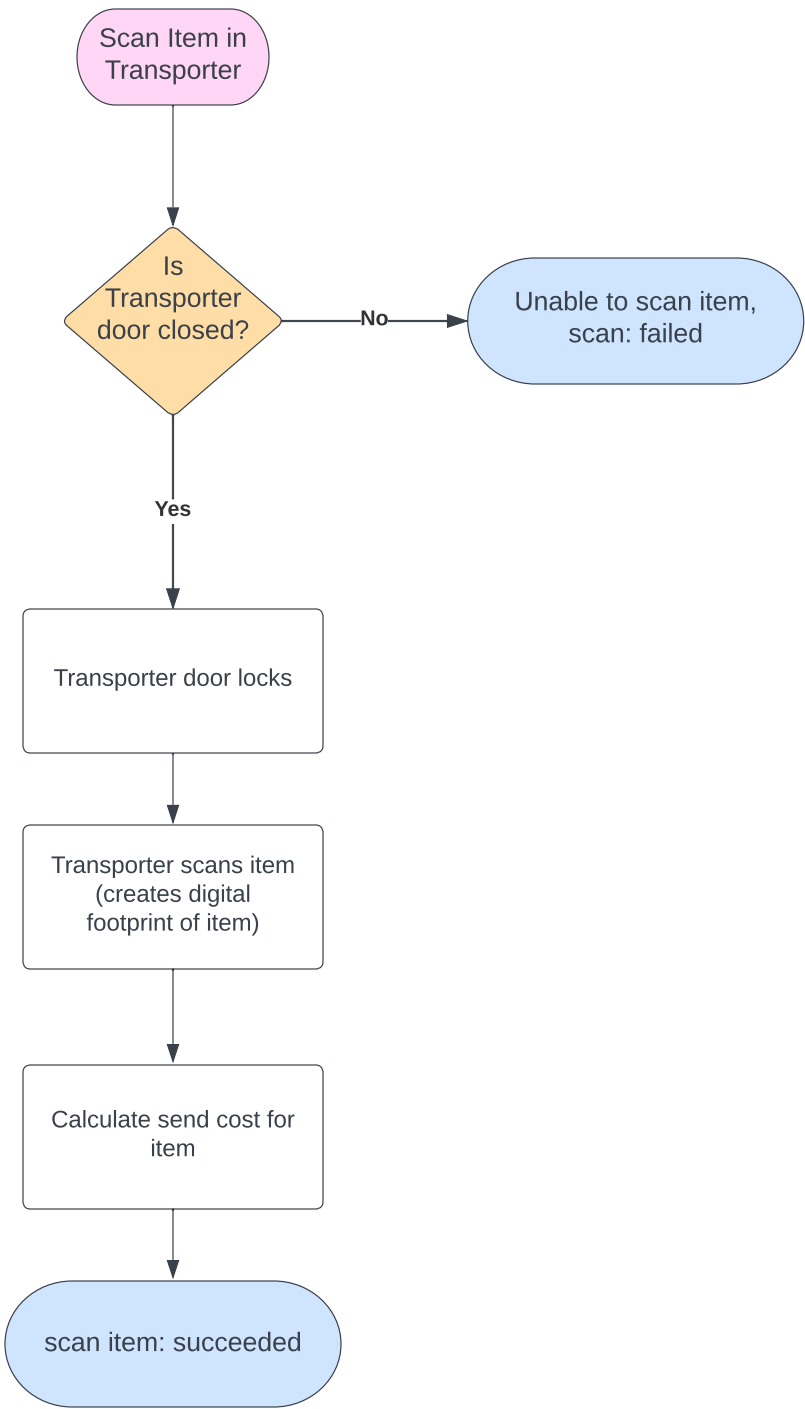 Scan Item in
Transporter
Is
Transporter
door closed?
No
Unable to scan item,
scan: failed
Yes
Transporter door locks
Transporter scans item
(creates digital
footprint of item)
Calculate send cost for
item
scan item: succeeded